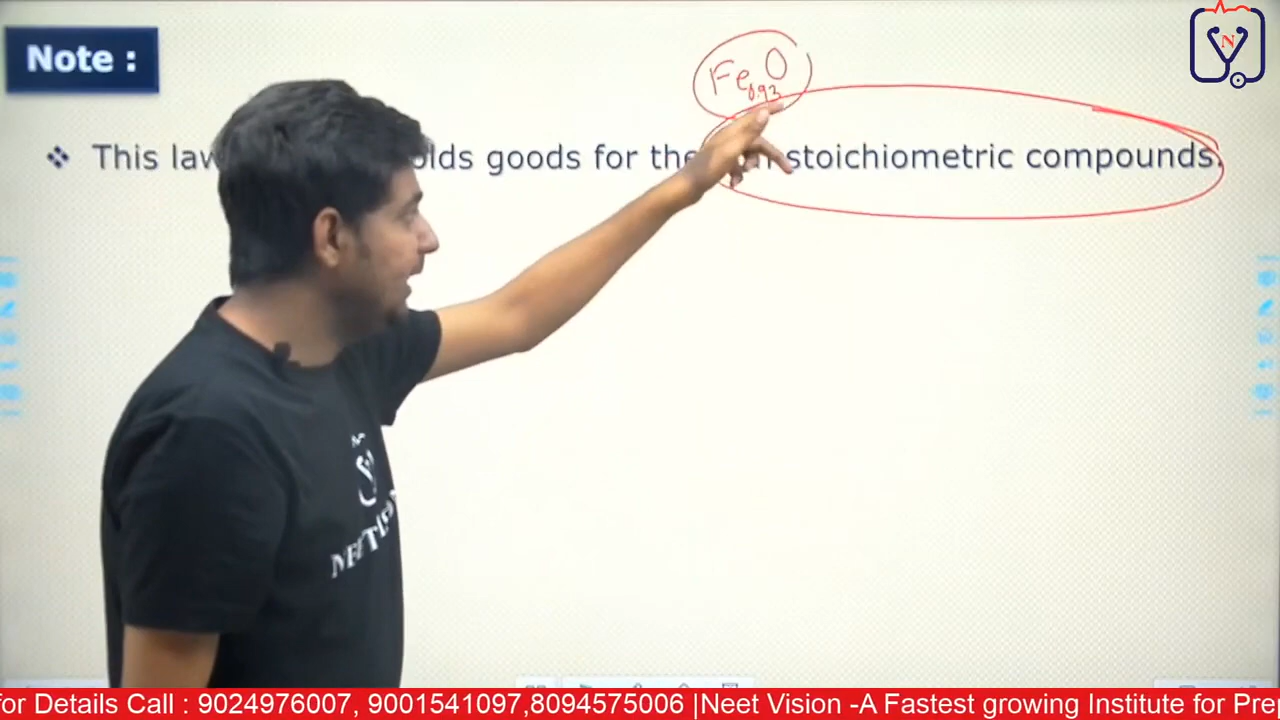 Note :
Fe0.93O
N
This law olds goods for the stoichiometric compounds.
for Details Call : 9024976007, 9001541097,8094575006 |Neet Vision -A Fastest growing Institute for Pre